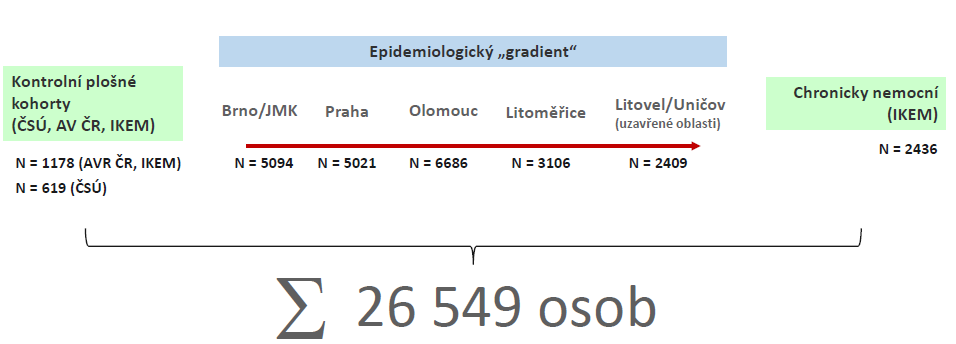 Epidemiologický „gradient“
Kontrolní plošné
kohorty
(ČSÚ, AV ČR, IKEM)
N = 1178 (AVR ČR, IKEM)
N = 619 (ČSÚ)
Brno/JMK
Praha
Olomouc
Litoměřice
Litovel/Uničov
(uzavřené oblasti)
N = 5094
N = 5021
N = 6686
N = 3106
N = 2409
Chronicky nemocní
(IKEM)
N = 2436
∑ 26 549 osob